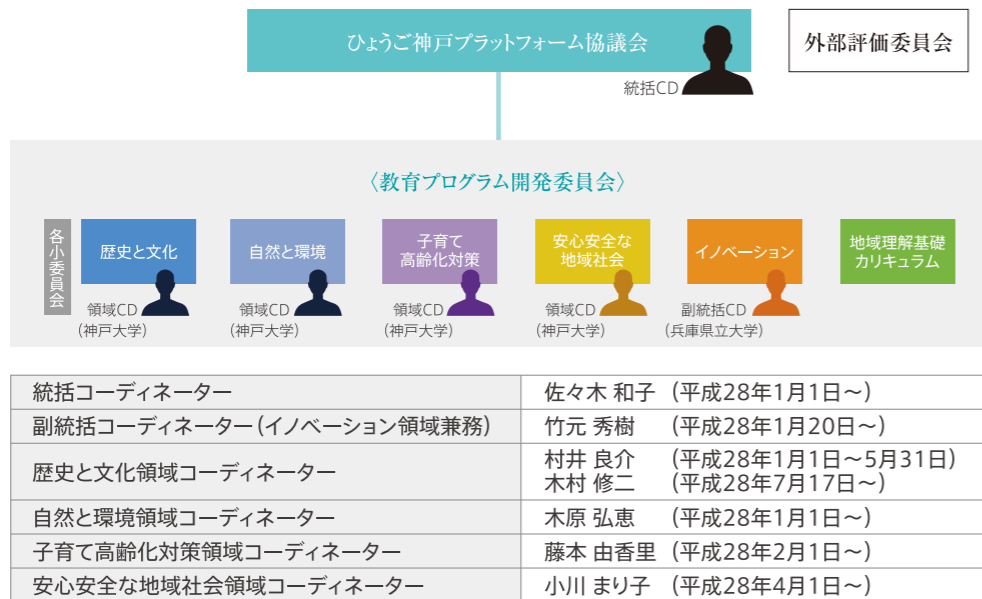 ひょうご神戸プラットフォーム協議会
外部評価委員会
統括CD
〈教育プログラム開発委員会〉
各小委員会
歴史と文化
領域CD
(神戸大学)
自然と環境
領域CD
(神戸大学)
子育て
高齢化対策
領域CD
(神戸大学)
安心安全な
地域社会
領域CD
(神戸大学)
イノベーション
副統括CD
(兵庫県立大学)
地域理解基礎
カリキュラム
統括コーディネーター 佐々木 和子 (平成28年1月1日～)
副統括コーディネーター(イノベーション領域兼務) 竹元 秀樹 (平成28年1月20日～)
歴史と文化領域コーディネーター 村井 良介 (平成28年1月1日～5月31日)
木村 修二 (平成28年7月17日～)
自然と環境領域コーディネーター 木原 弘恵 (平成28年1月1日～)
子育て高齢化対策領域コーディネーター 藤本 由香里 (平成28年2月1日～)
安心安全な地域社会領域コーディネーター 小川 まり子 (平成28年4月1日～)